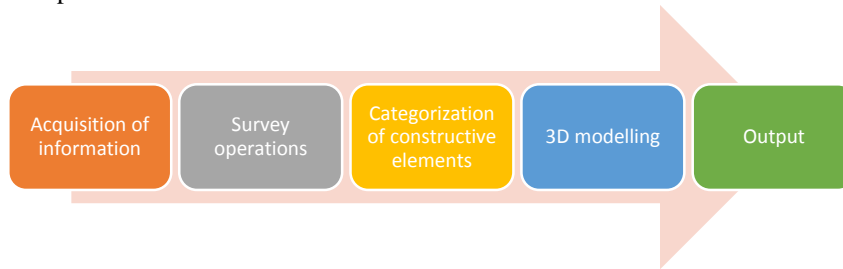 Acquisition of
information
Survey
operations
Categorization
of constructive
elements
3D modelling
Output